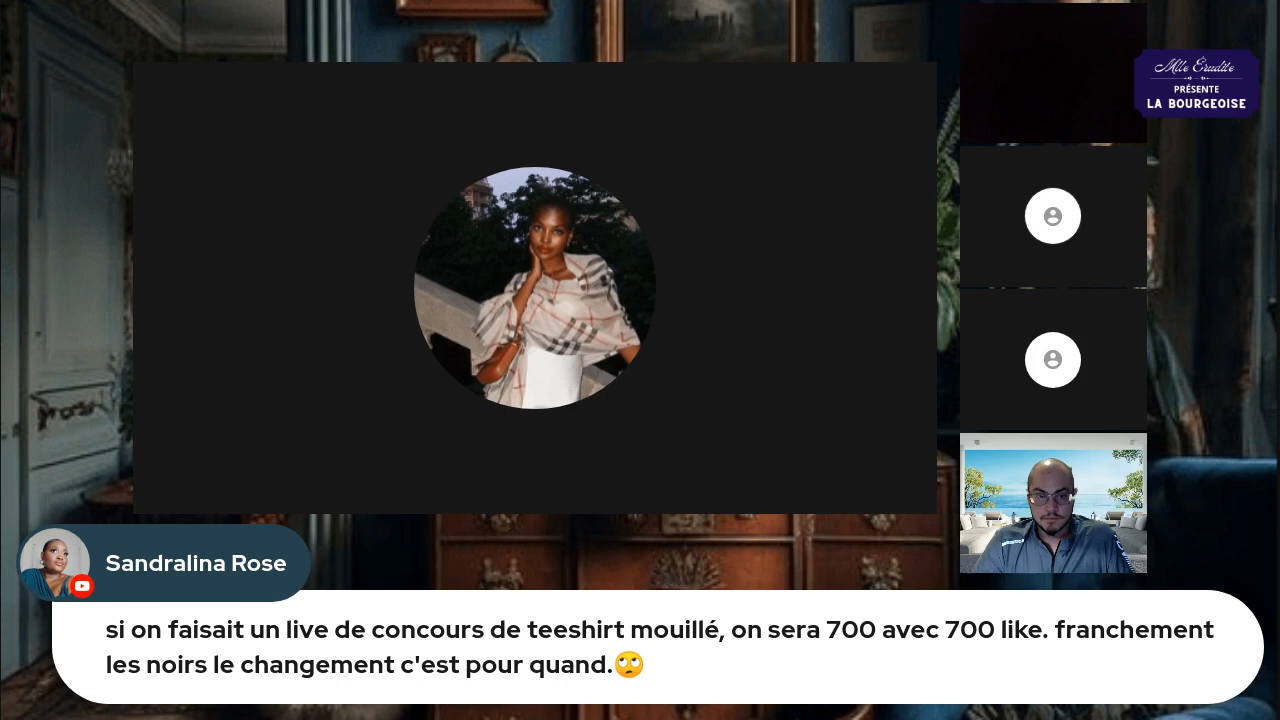 Mlle Érudite
PRÉSENTE
LA BOURGEOISE
Sandralina Rose
si on faisait un live de concours de teeshirt mouillé, on sera 700 avec 700 like. franchement
les noirs le changement c'est pour quand.🙄